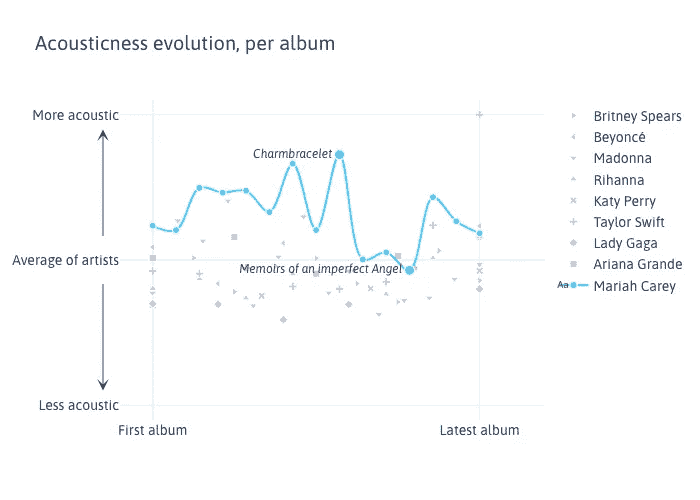 Acousticness evolution, per album
More acoustic
Average of artists
Less acoustic
Charmbracelet
Memoirs of an Imperfect Angel
First album
Latest album
Britney Spears
Beyoncé
Madonna
Rihanna
Katy Perry
Taylor Swift
Lady Gaga
Ariana Grande
Aa Mariah Carey